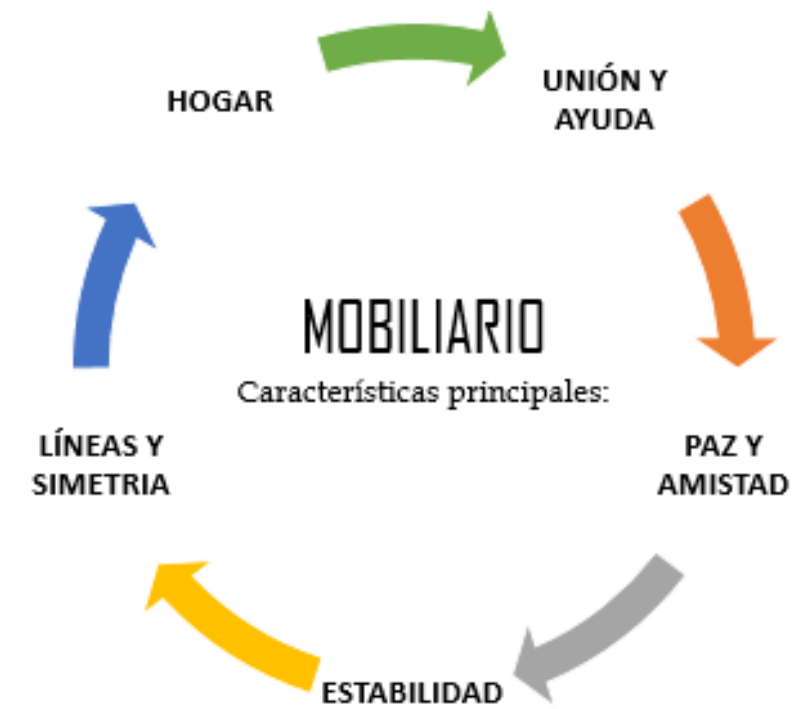 HOGAR
UNIÓN Y
AYUDA
MOBILIARIO
Características principales:
LÍNEAS Y
SIMETRIA
PAZ Y
AMISTAD
ESTABILIDAD